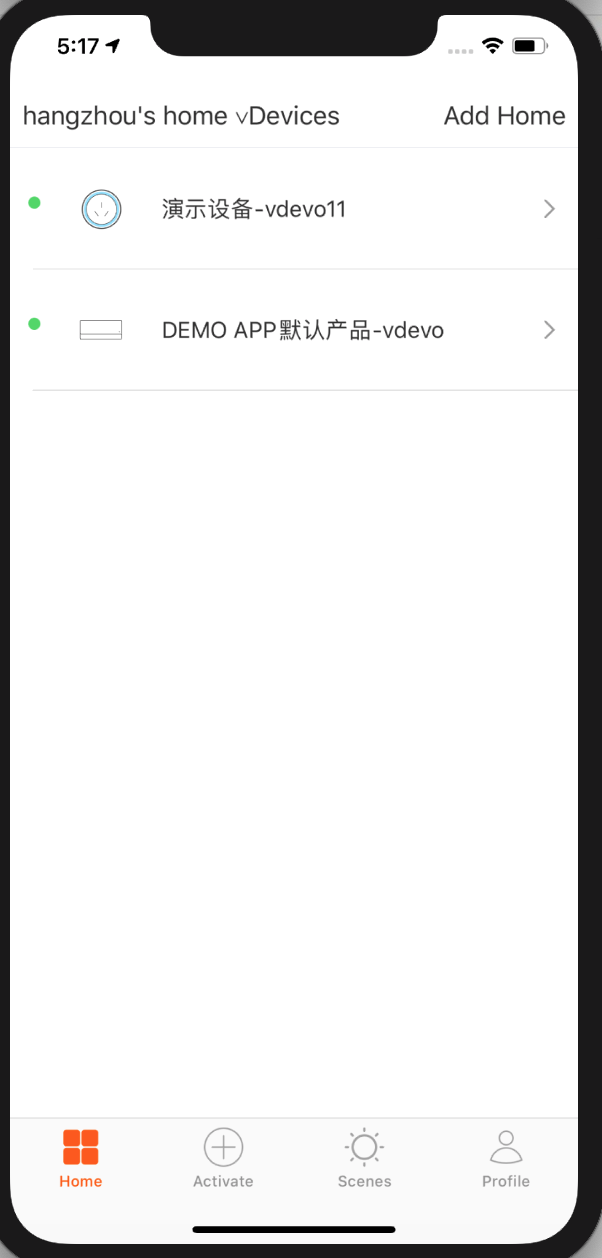 5:17
hangzhou's home ∨Devices Add Home
演示设备-vdevo11
DEMO APP默认产品-vdevo
Home Activate Scenes Profile